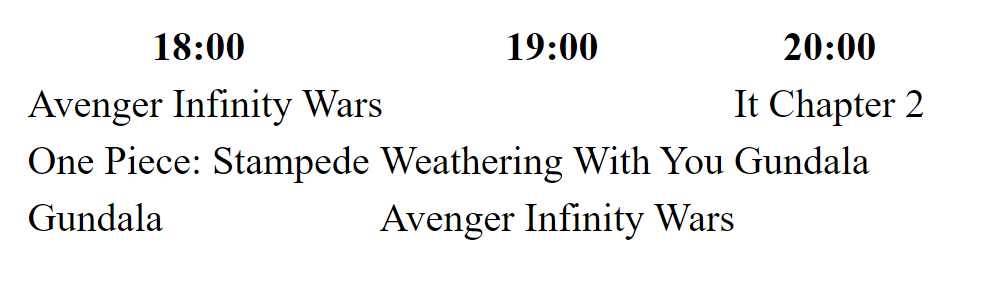 18:00 19:00 20:00
Avenger Infinity Wars It Chapter 2
One Piece: Stampede Weathering With You Gundala
Gundala Avenger Infinity Wars